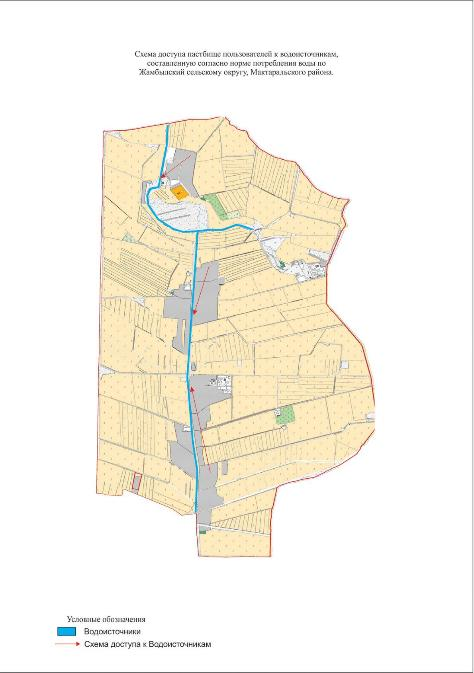 Схема доступа пастбище пользователей к водоисточникам,
составленную согласно норме потребления воды по
Жамбылский сельскому округу, Мактаральского района.
Условные обозначения
Водоисточники
Схема доступа к Водоисточникам